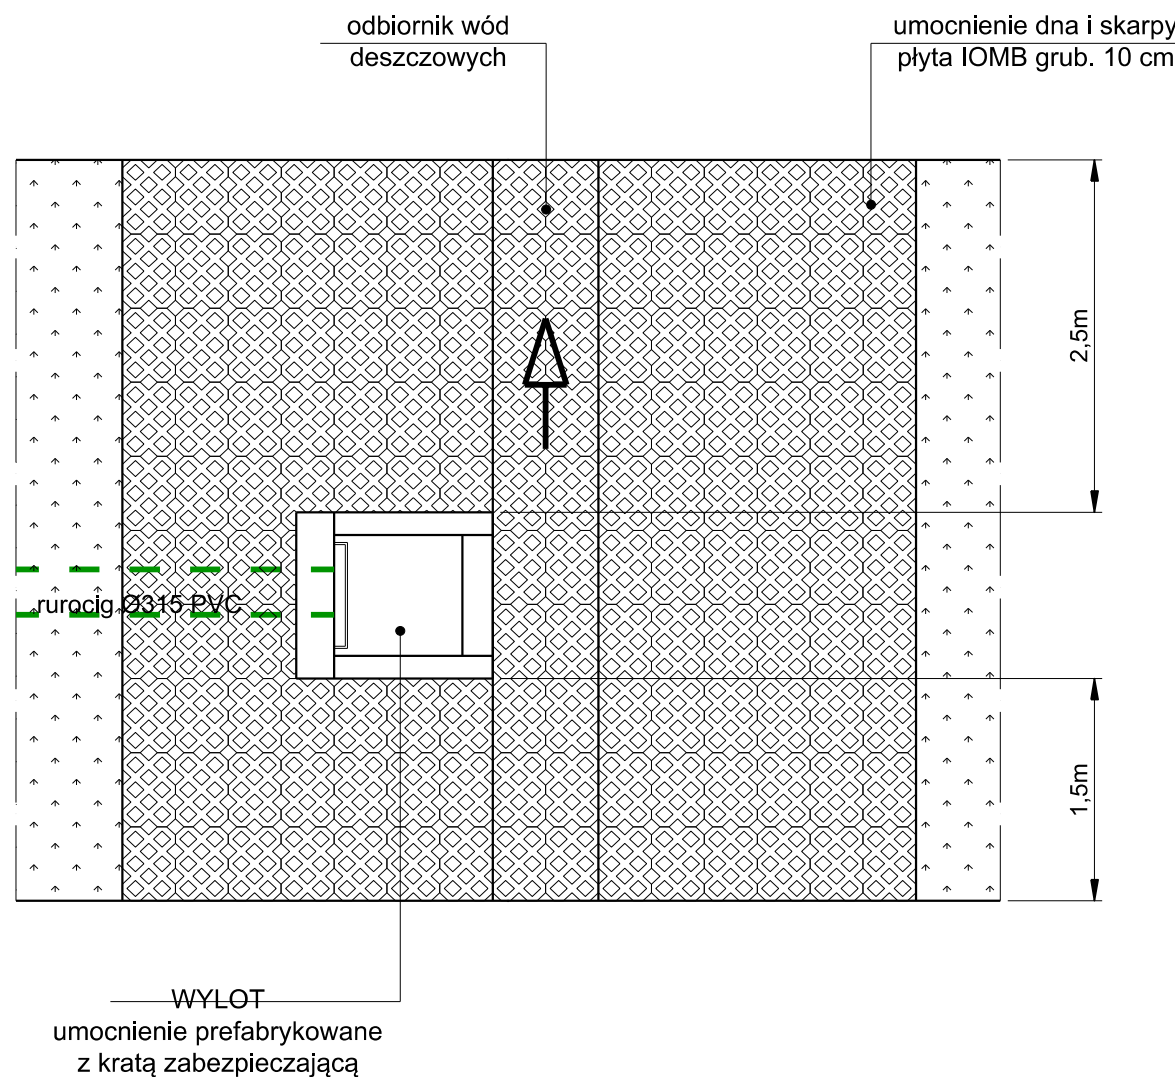 odbiornik wód
deszczowych
umocnienie dna i skarpy
płyta IOMB grub. 10 cm
2,5m
rurocig Ø315 PVC
1,5m
WYLOT
umocnienie prefabrykowane
z kratą zabezpieczającą